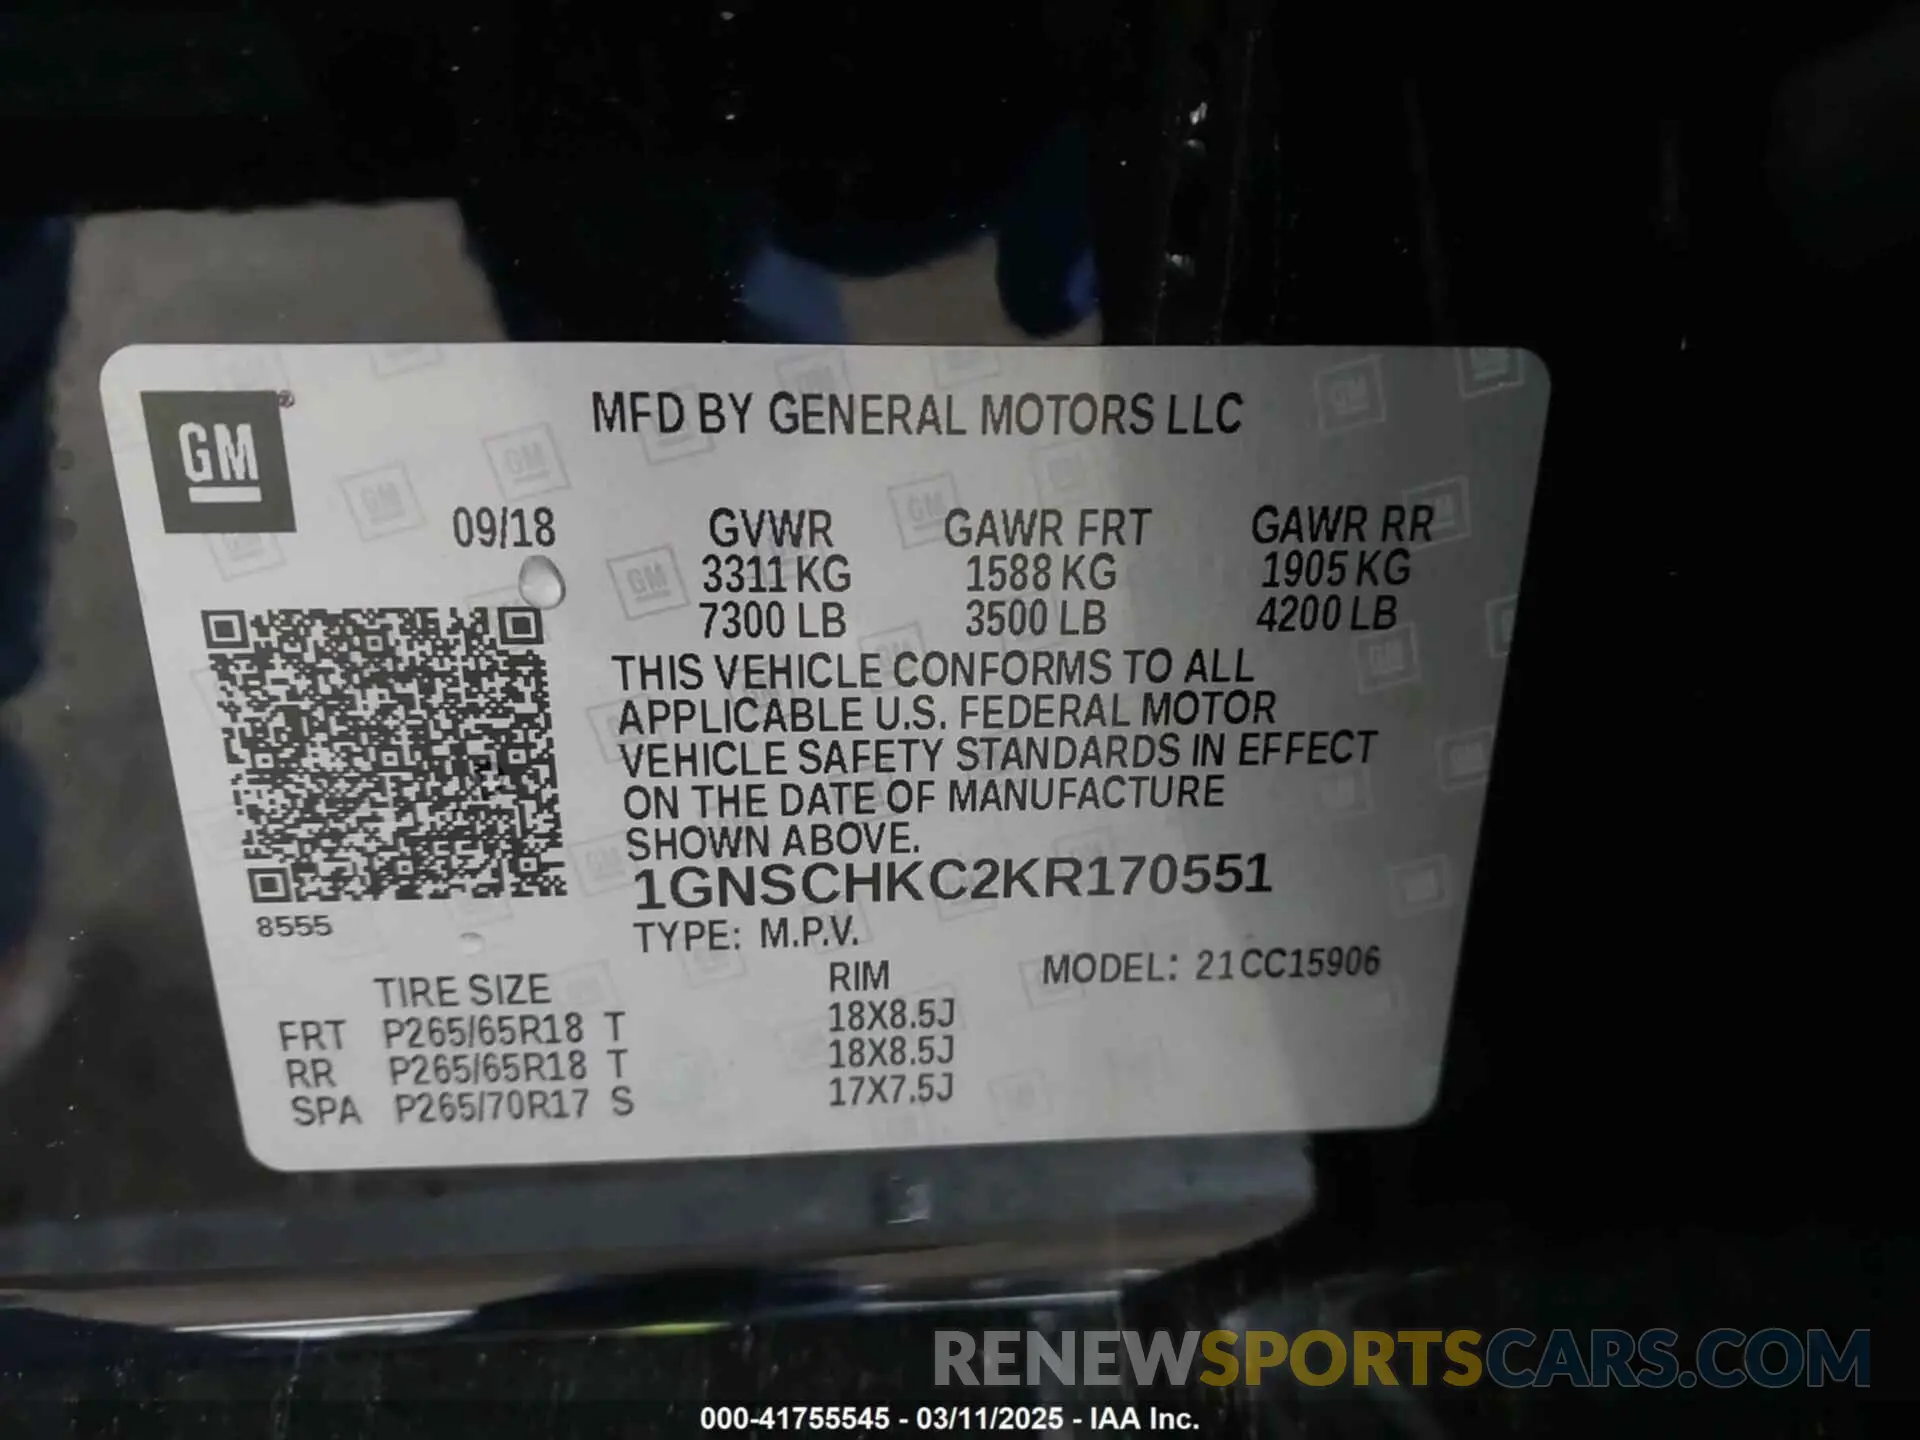 GM®
MFD BY GENERAL MOTORS LLC
09/18 GVWR GAWR FRT GAWR RR
3311 KG 1588 KG 1905 KG
7300 LB 3500 LB 4200 LB
THIS VEHICLE CONFORMS TO ALL
APPLICABLE U.S. FEDERAL MOTOR
VEHICLE SAFETY STANDARDS IN EFFECT
ON THE DATE OF MANUFACTURE
SHOWN ABOVE.
1GNSCHKC2KR170551
8555
TYPE: M.P.V.
MODEL: 21CC15906
TIRE SIZE RIM
FRT P265/65R18 T 18X8.5J
RR P265/65R18 T 18X8.5J
SPA P265/70R17 S 17X7.5J
RENEWSPORTSCARS.COM
000-41755545 - 03/11/2025 - IAA Inc.